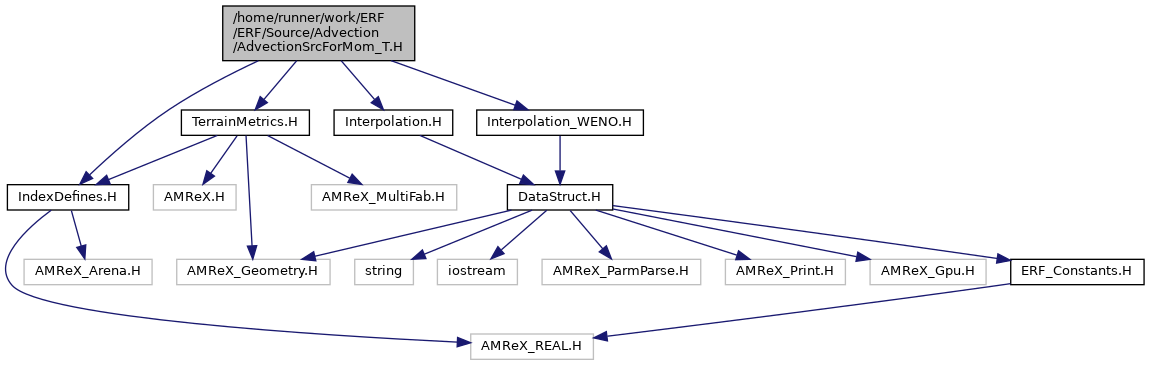 /home/runner/work/ERF
/ERF/Source/Advection
/AdvectionSrcForMom_T.H
TerrainMetrics.H
Interpolation.H
Interpolation_WENO.H
IndexDefines.H
AMReX.H
AMReX_MultiFab.H
DataStruct.H
AMReX_Arena.H
AMReX_Geometry.H
string
iostream
AMReX_ParmParse.H
AMReX_Print.H
AMReX_Gpu.H
ERF_Constants.H
AMReX_REAL.H